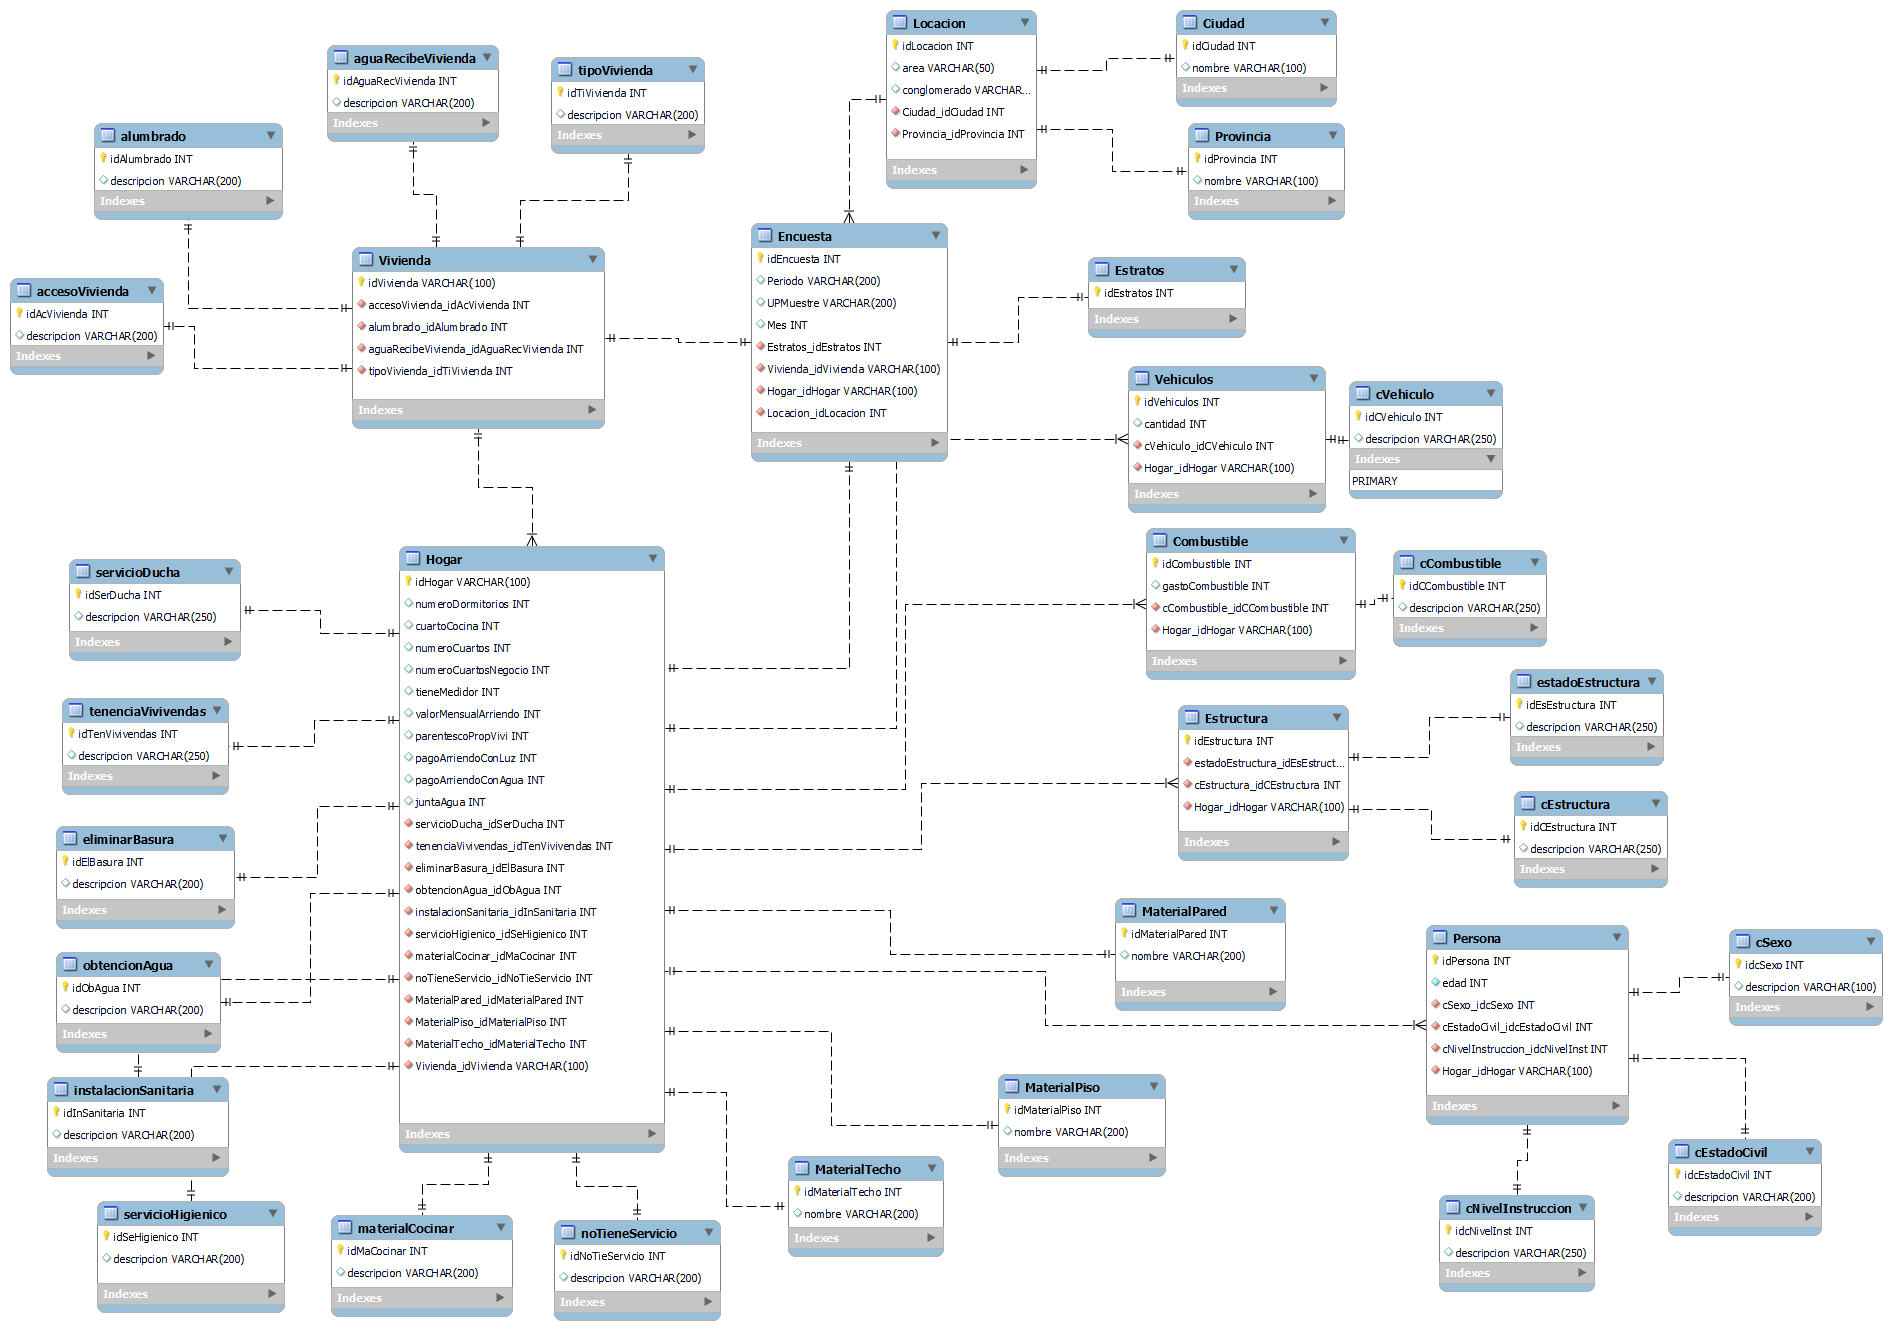 aguaRecibeVivienda
idAguaRecVivienda INT
descripcion VARCHAR(200)
Indexes
tipoVivienda
idTiVivienda INT
descripcion VARCHAR(200)
Indexes
Locacion
idLocacion INT
area VARCHAR(50)
conglomerado VARCHAR...
Ciudad_idCiudad INT
Provincia_idProvincia INT
Indexes
Ciudad
idCiudad INT
nombre VARCHAR(100)
Indexes
Provincia
idProvincia INT
nombre VARCHAR(100)
Indexes
alumbrado
idAlumbrado INT
descripcion VARCHAR(200)
Indexes
accesoVivienda
idAcVivienda INT
descripcion VARCHAR(200)
Indexes
Vivienda
idVivienda VARCHAR(100)
accesoVivienda_idAcVivienda INT
alumbrado_idAlumbrado INT
aguaRecibeVivienda_idAguaRecVivienda INT
tipoVivienda_idTiVivienda INT
Indexes
Encuesta
idEncuesta INT
Periodo VARCHAR(200)
UPMuestre VARCHAR(200)
Mes INT
Estratos_idEstratos INT
Vivienda_idVivienda VARCHAR(100)
Hogar_idHogar VARCHAR(100)
Locacion_idLocacion INT
Indexes
Estratos
idEstratos INT
Indexes
Vehiculos
idVehiculos INT
cantidad INT
cVehiculo_idCVehiculo INT
Hogar_idHogar VARCHAR(100)
Indexes
cVehiculo
idCVehiculo INT
descripcion VARCHAR(250)
Indexes
PRIMARY
Combustible
idCombustible INT
gastoCombustible INT
cCombustible_idCCombustible INT
Hogar_idHogar VARCHAR(100)
Indexes
cCombustible
idCCombustible INT
descripcion VARCHAR(250)
Indexes
servicioDucha
idSerDucha INT
descripcion VARCHAR(250)
Indexes
tenenciaVivivendas
idTenVivivendas INT
descripcion VARCHAR(250)
Indexes
eliminarBasura
idElBasura INT
descripcion VARCHAR(200)
Indexes
obtencionAgua
idObAgua INT
descripcion VARCHAR(200)
Indexes
instalacionSanitaria
idInSanitaria INT
descripcion VARCHAR(200)
Indexes
servicioHigienico
idSeHigienico INT
descripcion VARCHAR(200)
Indexes
Hogar
idHogar VARCHAR(100)
numeroDormitorios INT
cuartoCocina INT
numeroCuartos INT
numeroCuartosNegocio INT
tieneMedidor INT
valorMensualArriendo INT
parentescoPropVivi INT
pagoArriendoConLuz INT
pagoArriendoConAgua INT
juntaAgua INT
servicioDucha_idSerDucha INT
tenenciaVivivendas_idTenVivivendas INT
eliminarBasura_idElBasura INT
obtencionAgua_idObAgua INT
instalacionSanitaria_idInSanitaria INT
servicioHigienico_idSeHigienico INT
materialCocinar_idMaCocinar INT
noTieneServicio_idNoTieServicio INT
MaterialPared_idMaterialPared INT
MaterialPiso_idMaterialPiso INT
MaterialTecho_idMaterialTecho INT
Vivienda_idVivienda VARCHAR(100)
Indexes
materialCocinar
idMaCocinar INT
descripcion VARCHAR(200)
Indexes
noTieneServicio
idNoTieServicio INT
descripcion VARCHAR(200)
Indexes
MaterialTecho
idMaterialTecho INT
nombre VARCHAR(200)
Indexes
MaterialPiso
idMaterialPiso INT
nombre VARCHAR(200)
Indexes
MaterialPared
idMaterialPared INT
nombre VARCHAR(200)
Indexes
Estructura
idEstructura INT
estadoEstructura_idEsEstruct...
cEstructura_idCEstructura INT
Hogar_idHogar VARCHAR(100)
Indexes
estadoEstructura
idEsEstructura INT
descripcion VARCHAR(250)
Indexes
cEstructura
idCEstructura INT
descripcion VARCHAR(250)
Indexes
Persona
idPersona INT
edad INT
cSexo_idcSexo INT
cEstadoCivil_idcEstadoCivil INT
cNivelInstruccion_idcNivelInst INT
Hogar_idHogar VARCHAR(100)
Indexes
cSexo
idcSexo INT
descripcion VARCHAR(100)
Indexes
cEstadoCivil
idcEstadoCivil INT
descripcion VARCHAR(200)
Indexes
cNivelInstruccion
idcNivelInst INT
descripcion VARCHAR(250)
Indexes